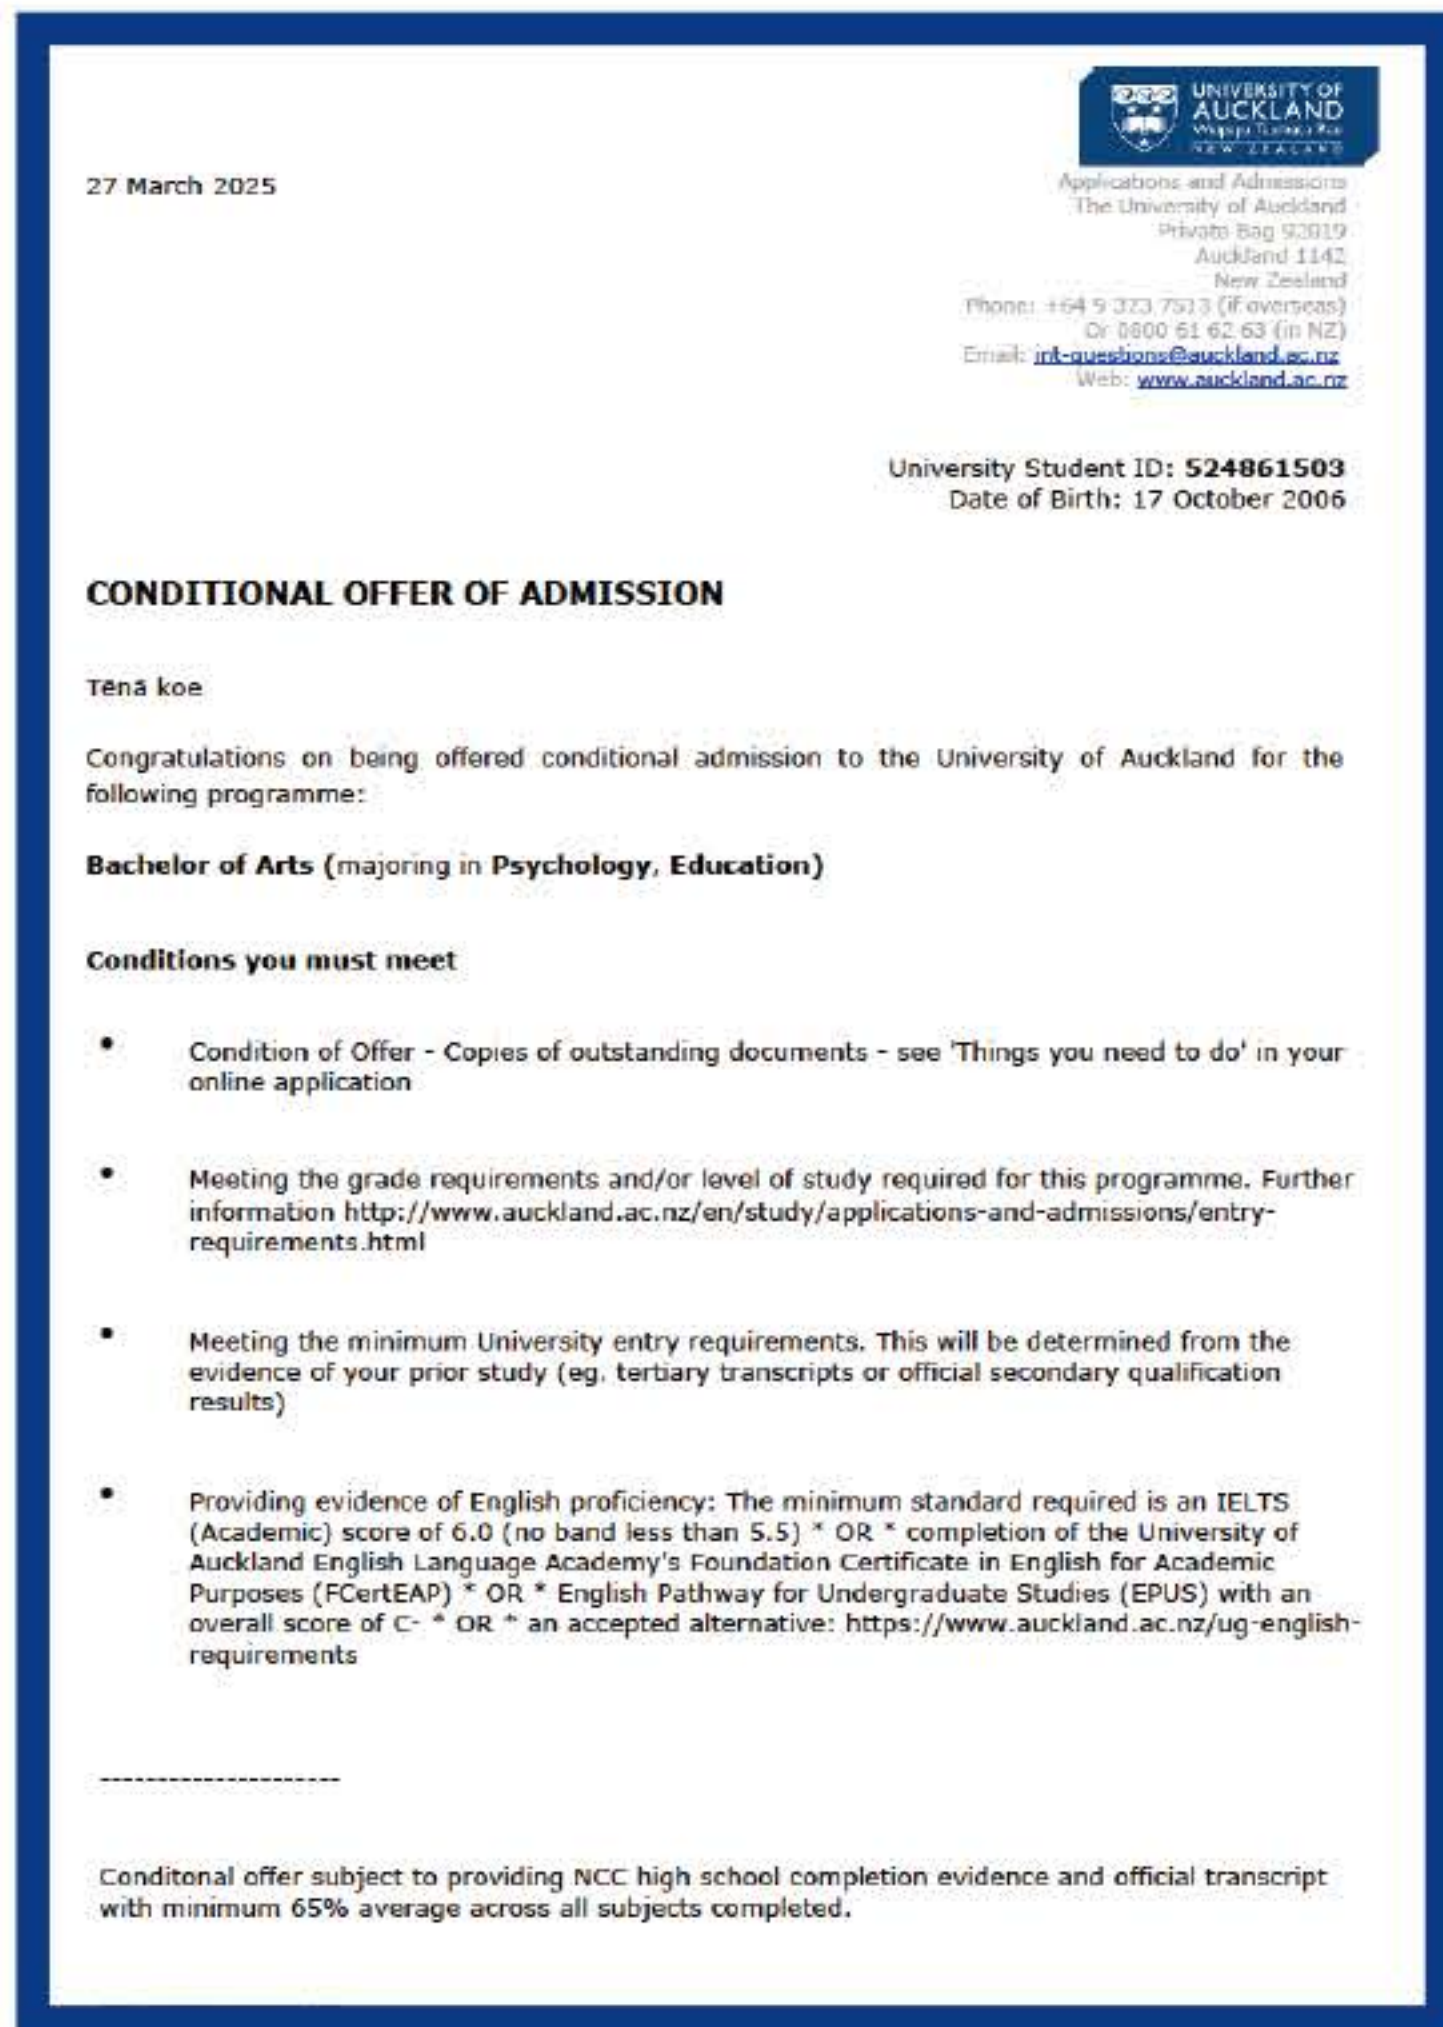 UNIVERSITY OF
AUCKLAND
Waipapa Taumata Rau
NEW ZEALAND
27 March 2025
Applications and Admissions
The University of Auckland
Private Bag 92019
Auckland 1142
New Zealand
Phone: +64 9 373 7513 (if overseas)
Or 0800 61 62 63 (in NZ)
Email: int-questions@auckland.ac.nz
Web: www.auckland.ac.nz
University Student ID: 524861503
Date of Birth: 17 October 2006
CONDITIONAL OFFER OF ADMISSION
Tēnā koe
Congratulations on being offered conditional admission to the University of Auckland for the
following programme:
Bachelor of Arts (majoring in Psychology, Education)
Conditions you must meet
• Condition of Offer - Copies of outstanding documents - see 'Things you need to do' in your
online application
• Meeting the grade requirements and/or level of study required for this programme. Further
information http://www.auckland.ac.nz/en/study/applications-and-admissions/entry-
requirements.html
• Meeting the minimum University entry requirements. This will be determined from the
evidence of your prior study (eg. tertiary transcripts or official secondary qualification
results)
• Providing evidence of English proficiency: The minimum standard required is an IELTS
(Academic) score of 6.0 (no band less than 5.5) * OR * completion of the University of
Auckland English Language Academy's Foundation Certificate in English for Academic
Purposes (FCertEAP) * OR * English Pathway for Undergraduate Studies (EPUS) with an
overall score of C- * OR * an accepted alternative: https://www.auckland.ac.nz/ug-english-
requirements
---------------------
Conditonal offer subject to providing NCC high school completion evidence and official transcript
with minimum 65% average across all subjects completed.